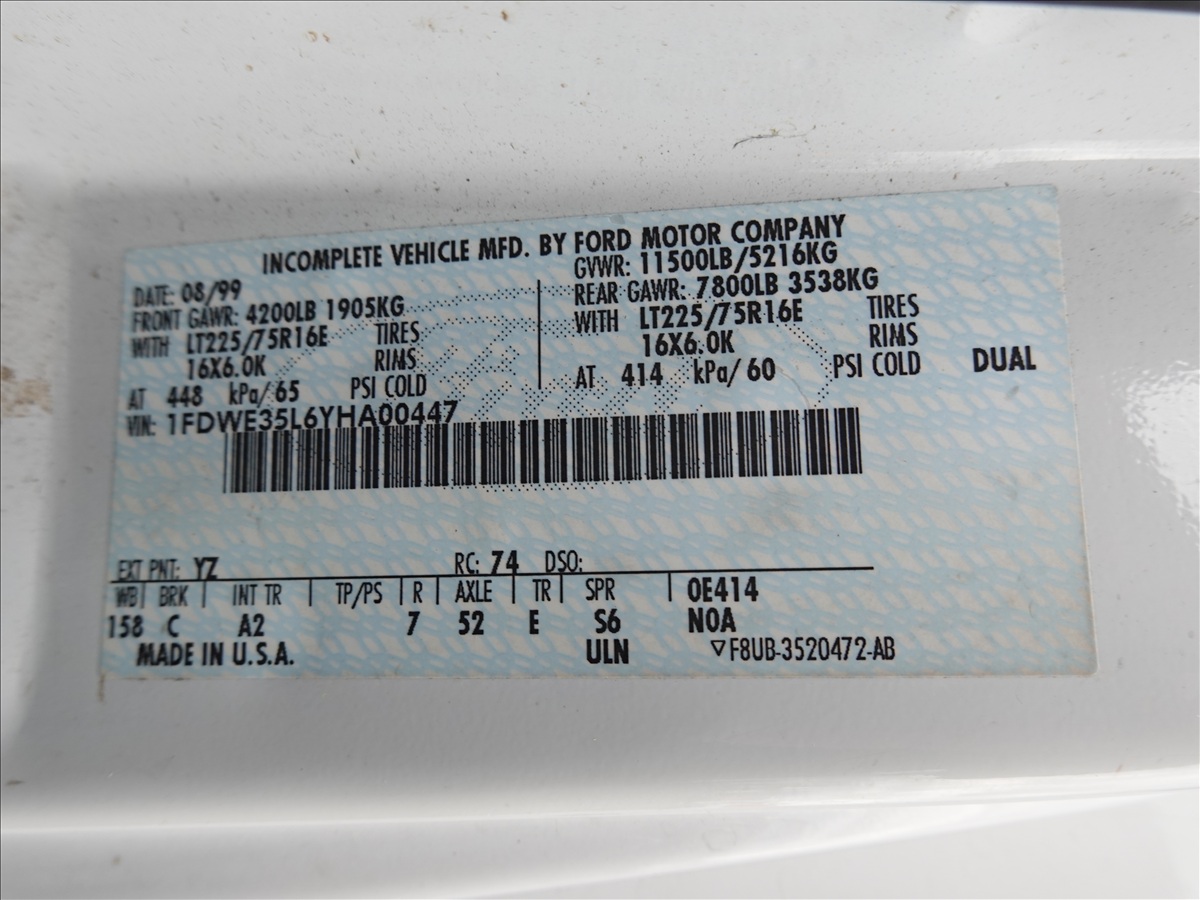 INCOMPLETE VEHICLE MFD. BY FORD MOTOR COMPANY
DATE: 08/99
GVWR: 11500LB/5216KG
FRONT GAWR: 4200LB 1905KG
REAR GAWR: 7800LB 3538KG
WITH LT225/75R16E TIRES
WITH LT225/75R16E TIRES
16X6.0K RIMS
16X6.0K RIMS
AT 448 kPa/65 PSI COLD
AT 414 kPa/60 PSI COLD DUAL
VIN: 1FDWE35L6YHA00447
EXT PNT: YZ RC: 74 DSO:
WB BRK INT TR TP/PS R AXLE TR SPR 0E414
158 C A2 7 52 E S6 N0A
MADE IN U.S.A. ULN ▽F8UB-3520472-AB